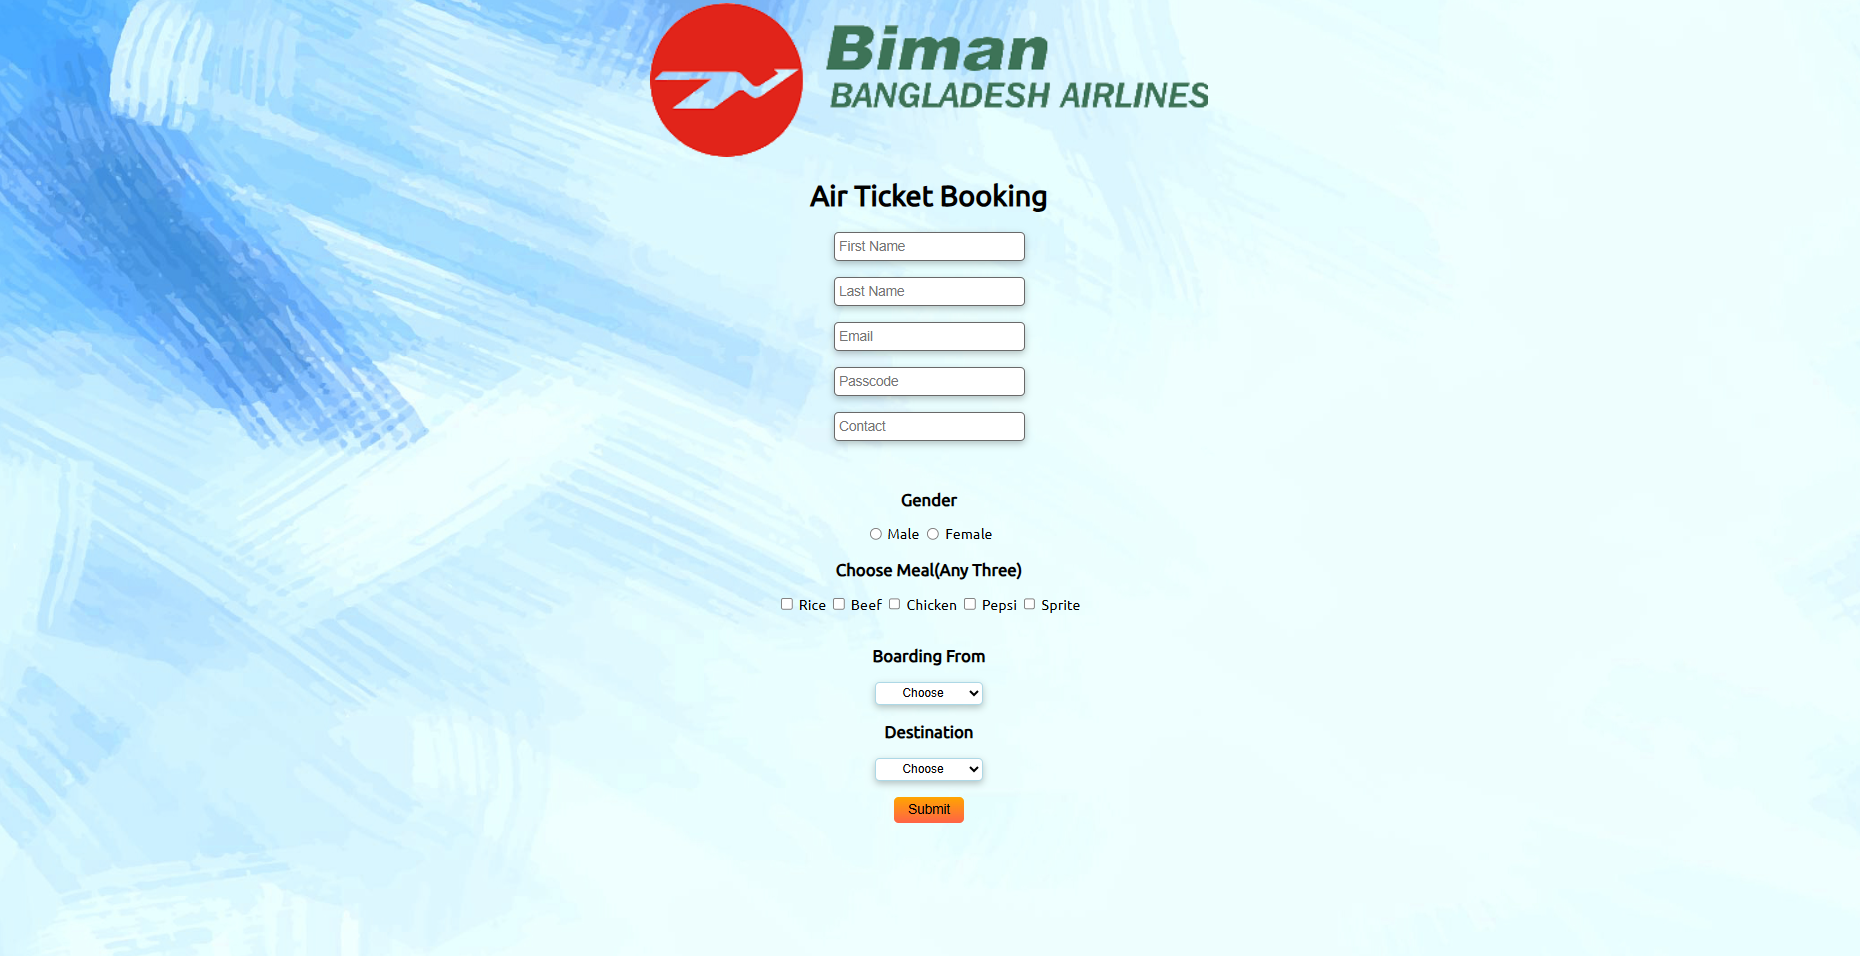 Biman
BANGLADESH AIRLINES
Air Ticket Booking
First Name
Last Name
Email
Passcode
Contact
Gender
Male Female
Choose Meal(Any Three)
Rice Beef Chicken Pepsi Sprite
Boarding From
Choose
Destination
Choose
Submit